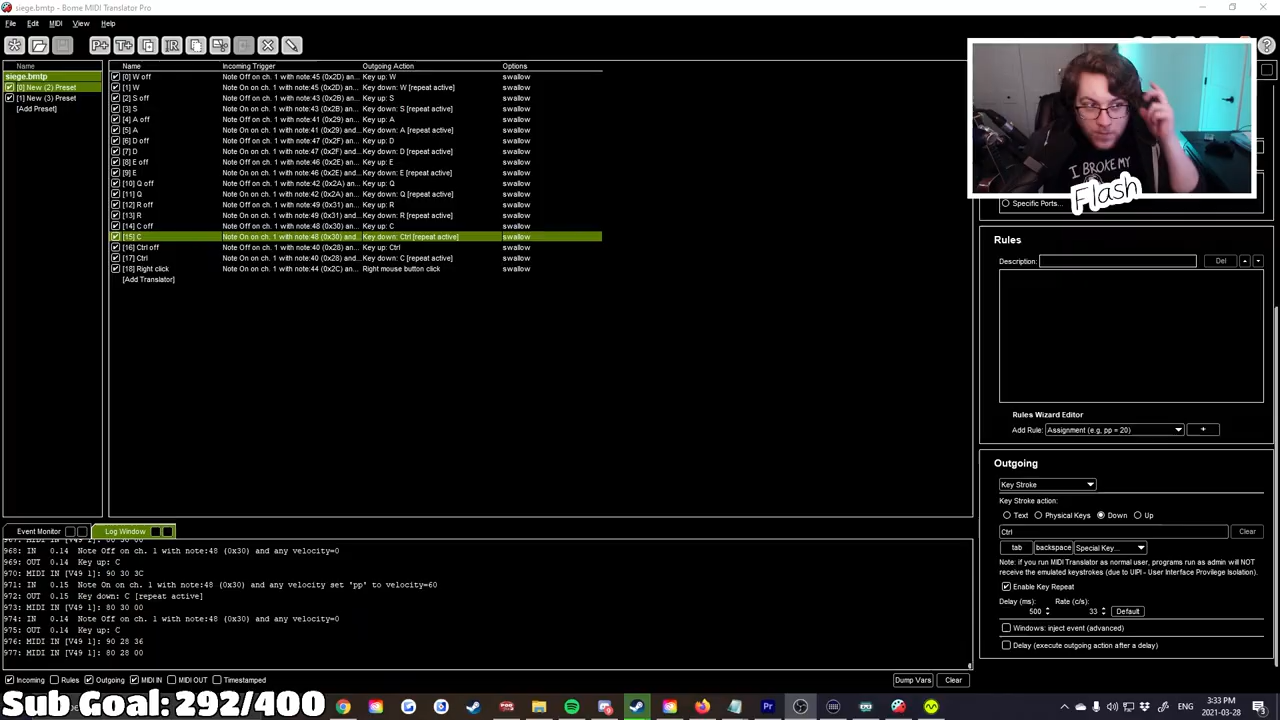 siege.bmtp - Bome MIDI Translator Pro
File Edit MIDI View Help
P+ T+ IR
Name
siege.bmtp
[0] New (2) Preset
[1] New (3) Preset
[Add Preset]
Name Incoming Trigger Outgoing Action Options
[0] W off Note Off on ch. 1 with note:45 (0x2D) an... Key up: W swallow
[1] W Note On on ch. 1 with note:45 (0x2D) and... Key down: W [repeat active] swallow
[2] S off Note Off on ch. 1 with note:43 (0x2B) an... Key up: S swallow
[3] S Note On on ch. 1 with note:43 (0x2B) and... Key down: S [repeat active] swallow
[4] A off Note Off on ch. 1 with note:41 (0x29) an... Key up: A swallow
[5] A Note On on ch. 1 with note:41 (0x29) and... Key down: A [repeat active] swallow
[6] D off Note Off on ch. 1 with note:47 (0x2F) an... Key up: D swallow
[7] D Note On on ch. 1 with note:47 (0x2F) and... Key down: D [repeat active] swallow
[8] E off Note Off on ch. 1 with note:46 (0x2E) an... Key up: E swallow
[9] E Note On on ch. 1 with note:46 (0x2E) and... Key down: E [repeat active] swallow
[10] Q off Note Off on ch. 1 with note:42 (0x2A) an... Key up: Q swallow
[11] Q Note On on ch. 1 with note:42 (0x2A) and... Key down: Q [repeat active] swallow
[12] R off Note Off on ch. 1 with note:49 (0x31) an... Key up: R swallow
[13] R Note On on ch. 1 with note:49 (0x31) and... Key down: R [repeat active] swallow
[14] C off Note Off on ch. 1 with note:48 (0x30) an... Key up: C swallow
[15] C Note On on ch. 1 with note:48 (0x30) and... Key down: Ctrl [repeat active] swallow
[16] Ctrl off Note Off on ch. 1 with note:40 (0x28) an... Key up: Ctrl swallow
[17] Ctrl Note On on ch. 1 with note:40 (0x28) and... Key down: C [repeat active] swallow
[18] Right click Note On on ch. 1 with note:44 (0x2C) and... Right mouse button click swallow
[Add Translator]
I BROKE MY
Flash
Specific Ports...
Rules
Description: Del
Rules Wizard Editor
Add Rule: Assignment (e.g, pp = 20) +
Outgoing
Key Stroke
Key Stroke action:
Text Physical Keys Down Up
Ctrl Clear
tab backspace Special Key...
Note: if you run MIDI Translator as normal user, programs run as admin will NOT
receive the emulated keystrokes (due to UIPI - User Interface Privilege Isolation).
Enable Key Repeat
Delay (ms): Rate (c/s):
500 33 Default
Windows: inject event (advanced)
Delay (execute outgoing action after a delay)
Event Monitor Log Window
968: IN 0.14 Note Off on ch. 1 with note:48 (0x30) and any velocity=0
969: OUT 0.14 Key up: C
970: MIDI IN [V49 1]: 90 30 3C
971: IN 0.15 Note On on ch. 1 with note:48 (0x30) and any velocity set 'pp' to velocity=60
972: OUT 0.15 Key down: C [repeat active]
973: MIDI IN [V49 1]: 80 30 00
974: IN 0.14 Note Off on ch. 1 with note:48 (0x30) and any velocity=0
975: OUT 0.14 Key up: C
976: MIDI IN [V49 1]: 90 28 36
977: MIDI IN [V49 1]: 80 28 00
Incoming Rules Outgoing MIDI IN MIDI OUT Timestamped Dump Vars Clear
Sub Goal: 292/400
Pr
ENG
3:33 PM
2021-03-28